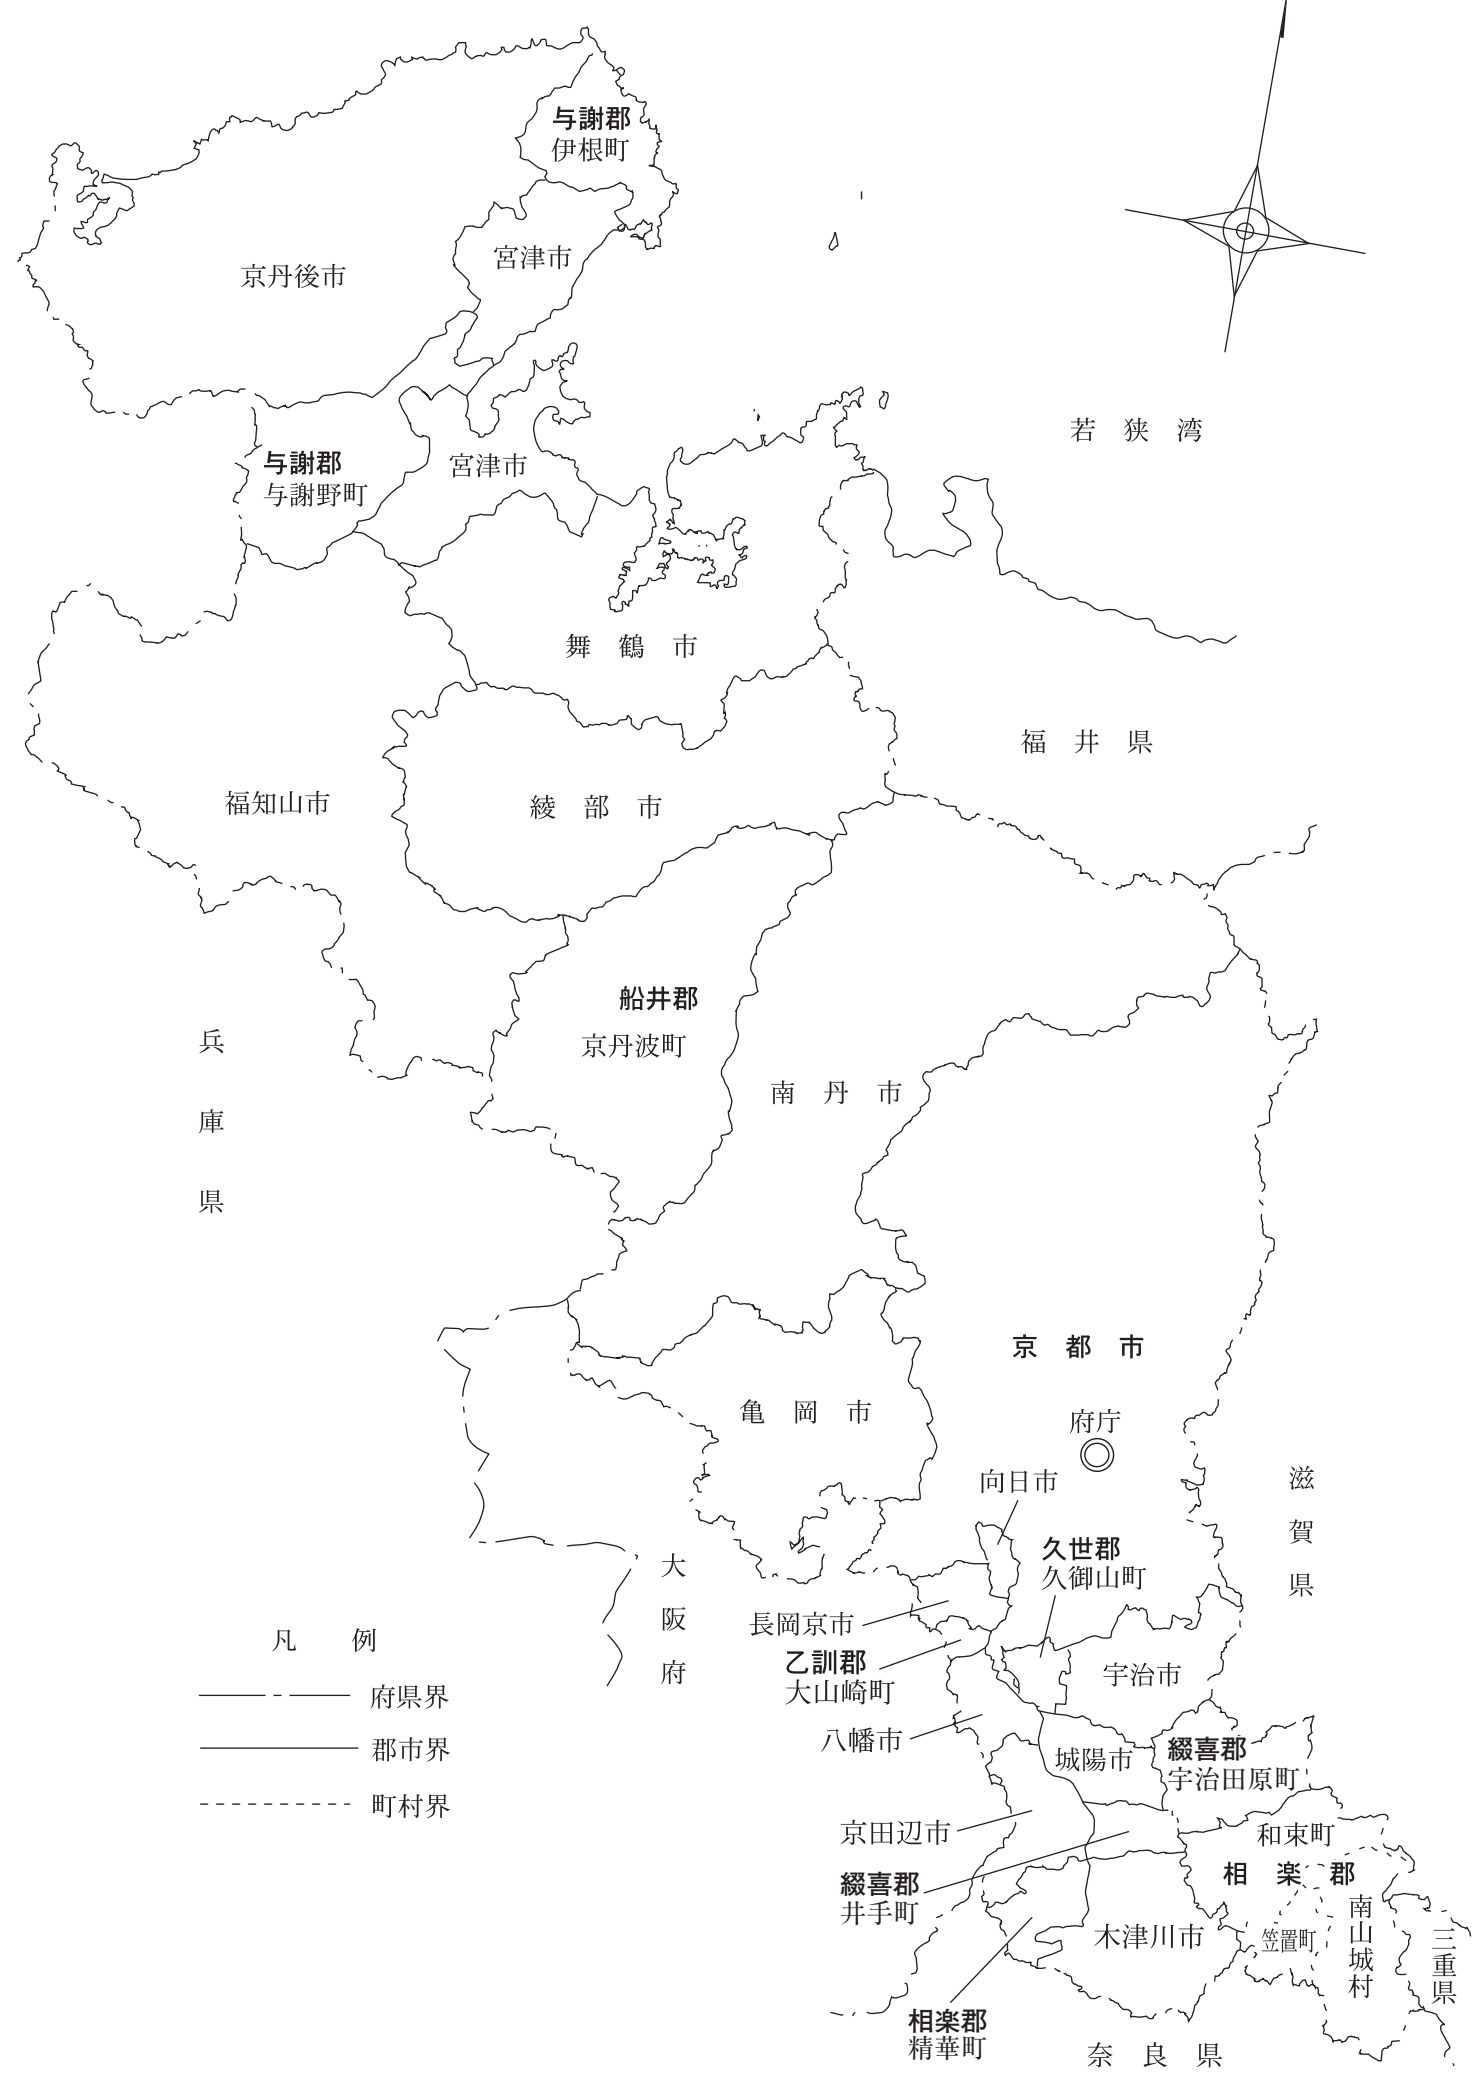 与謝郡
伊根町
宮津市
京丹後市
若狭湾
与謝郡
与謝野町
宮津市
舞鶴市
福井県
福知山市
綾部市
船井郡
京丹波町
兵庫県
南丹市
京都市
亀岡市
府庁
向日市
滋賀県
久世郡
久御山町
大阪府
長岡京市
乙訓郡
大山崎町
宇治市
八幡市
城陽市
綴喜郡
宇治田原町
京田辺市
和束町
相楽郡
綴喜郡
井手町
木津川市
笠置町
南山城村
三重県
相楽郡
精華町
奈良県
凡例
府県界
郡市界
町村界